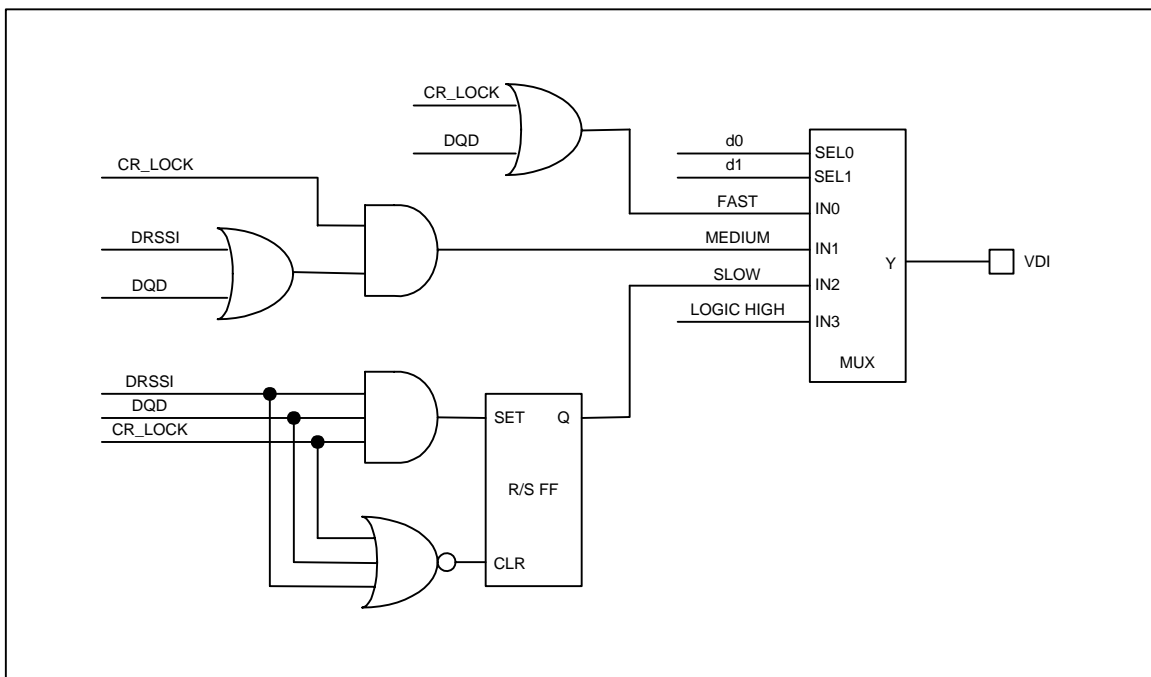 CR_LOCK
DQD
CR_LOCK
DRSSI
DQD
d0
d1
FAST
MEDIUM
SLOW
LOGIC HIGH
SEL0
SEL1
IN0
IN1
IN2
IN3
Y
MUX
VDI
DRSSI
DQD
CR_LOCK
SET
Q
R/S FF
CLR